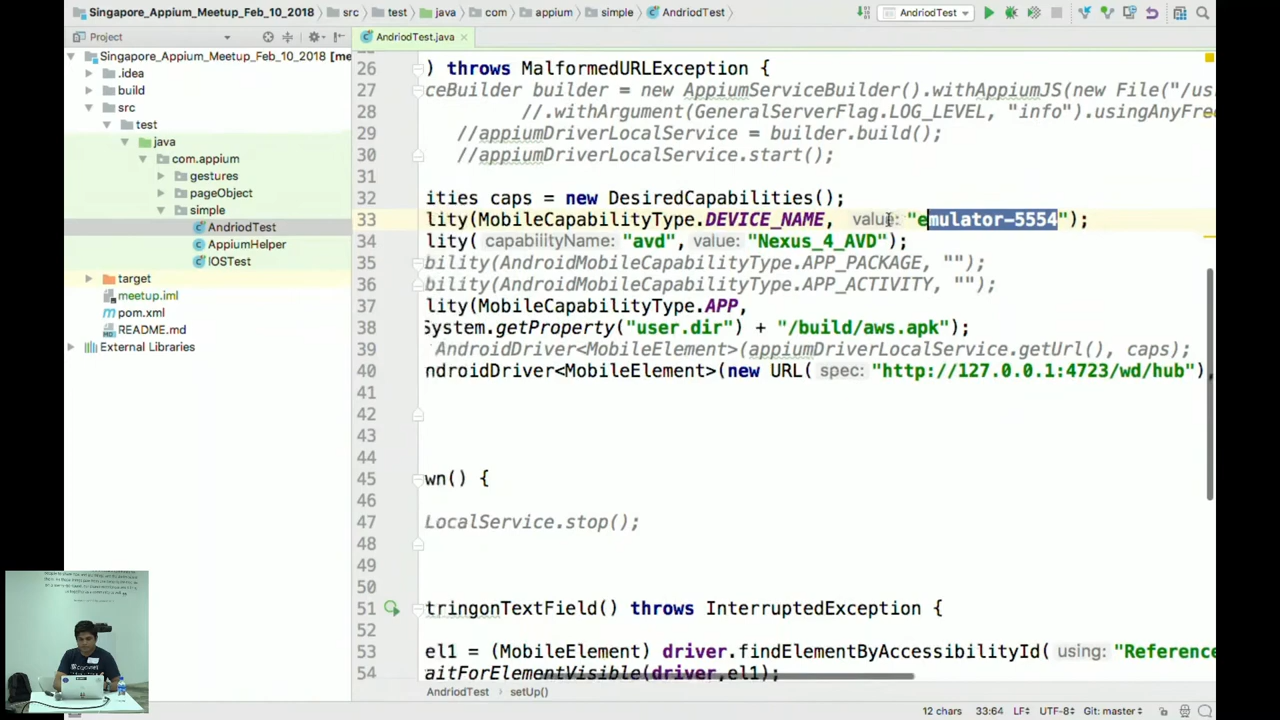 Singapore_Appium_Meetup_Feb_10_2018 src test java com appium simple AndriodTest AndriodTest
Project
AndriodTest.java
Singapore_Appium_Meetup_Feb_10_2018 [me
.idea
build
src
test
java
com.appium
gestures
pageObject
simple
AndriodTest
AppiumHelper
IOSTest
target
meetup.iml
pom.xml
README.md
External Libraries
26 ) throws MalformedURLException {
27 ceBuilder builder = new AppiumServiceBuilder().withAppiumJS(new File("/us
28 //.withArgument(GeneralServerFlag.LOG_LEVEL, "info").usingAnyFree
29 //appiumDriverLocalService = builder.build();
30 //appiumDriverLocalService.start();
31
32 ities caps = new DesiredCapabilities();
33 lity(MobileCapabilityType.DEVICE_NAME, value: "emulator-5554");
34 lity( capabilityName: "avd", value: "Nexus_4_AVD");
35 bility(AndroidMobileCapabilityType.APP_PACKAGE, "");
36 bility(AndroidMobileCapabilityType.APP_ACTIVITY, "");
37 lity(MobileCapabilityType.APP,
38 System.getProperty("user.dir") + "/build/aws.apk");
39 AndroidDriver<MobileElement>(appiumDriverLocalService.getUrl(), caps);
40 ndroidDriver<MobileElement>(new URL( spec: "http://127.0.0.1:4723/wd/hub"),
41
42
43
44
45 wn() {
46
47 LocalService.stop();
48
49
50
51 tringonTextField() throws InterruptedException {
52
53 el1 = (MobileElement) driver.findElementByAccessibilityId( using: "Reference
54 aitForElementVisible(driver,el1);
AndriodTest setUp()
12 chars 33:64 LF UTF-8 Git: master